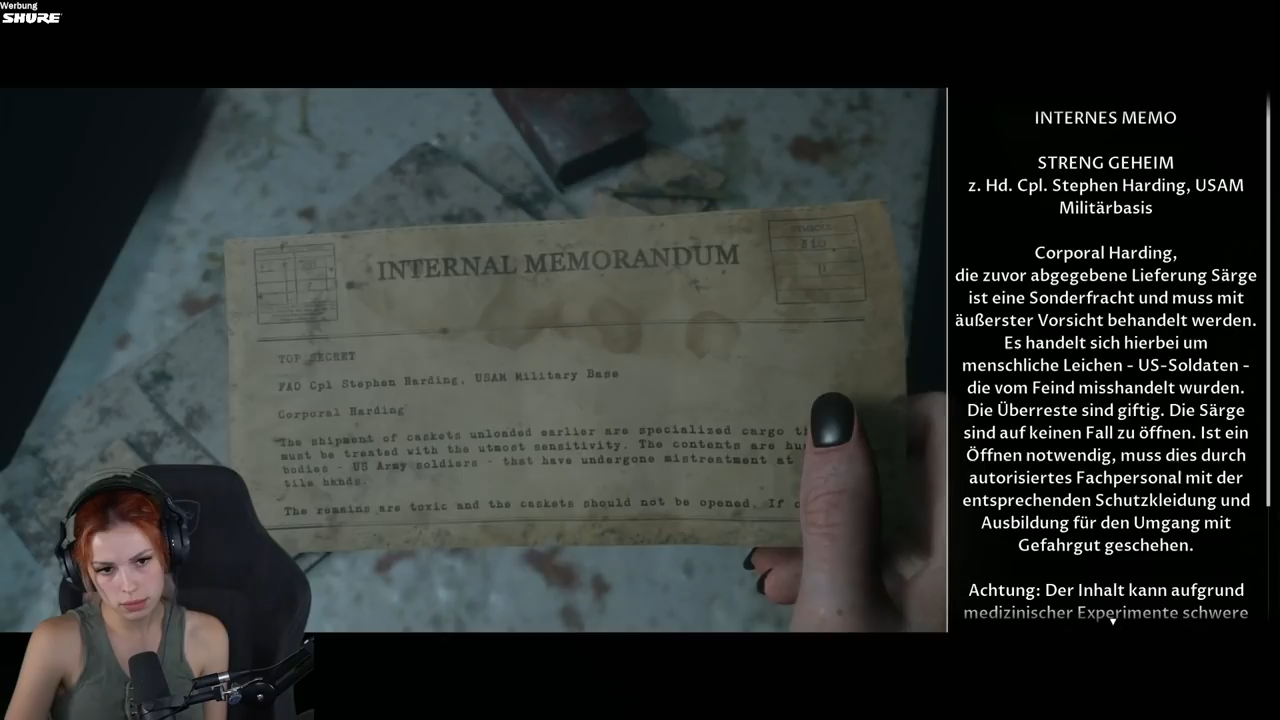 Werbung
SHURE
INTERNAL MEMORANDUM
TOP SECRET
FAO Cpl Stephen Harding, USAM Military Base
Corporal Harding
The shipment of caskets unloaded earlier are specialized cargo
must be treated with the utmost sensitivity. The contents are
bodies - US Army soldiers - that have undergone mistreatment at
tile hands.
The remains are toxic and the caskets should not be opened. If
INTERNES MEMO
STRENG GEHEIM
z. Hd. Cpl. Stephen Harding, USAM
Militärbasis
Corporal Harding,
die zuvor abgegebene Lieferung Särge
ist eine Sonderfracht und muss mit
äußerster Vorsicht behandelt werden.
Es handelt sich hierbei um
menschliche Leichen - US-Soldaten -
die vom Feind misshandelt wurden.
Die Überreste sind giftig. Die Särge
sind auf keinen Fall zu öffnen. Ist ein
Öffnen notwendig, muss dies durch
autorisiertes Fachpersonal mit der
entsprechenden Schutzkleidung und
Ausbildung für den Umgang mit
Gefahrgut geschehen.
Achtung: Der Inhalt kann aufgrund
medizinischer Experimente schwere